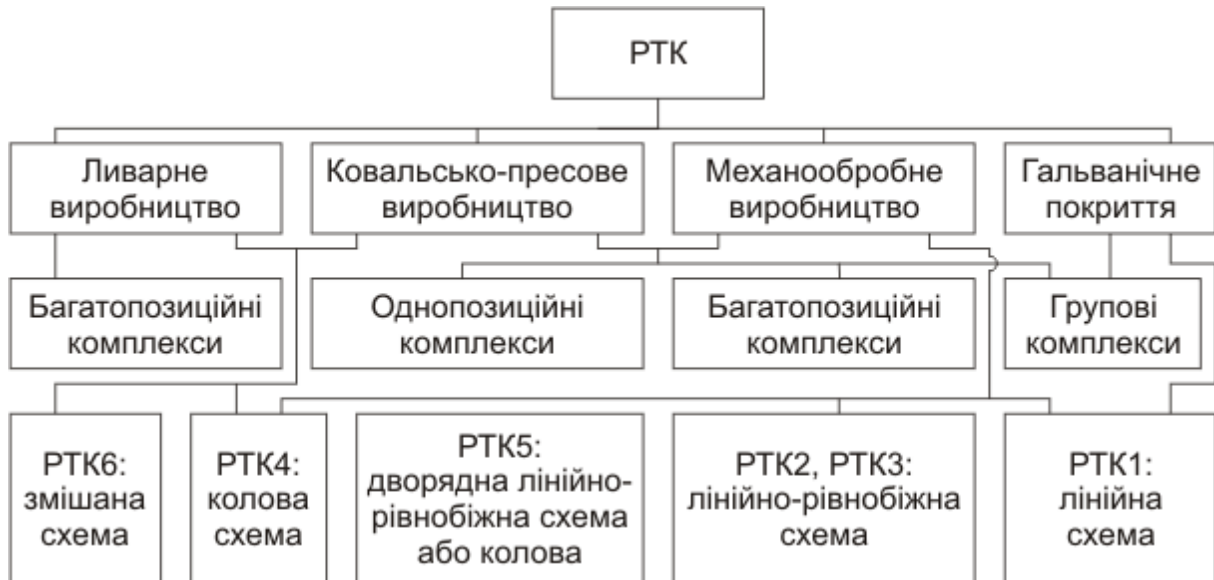 РТК
Ливарне
виробництво
Ковальсько-пресове
виробництво
Механообробне
виробництво
Гальванічне
покриття
Багатопозиційні
комплекси
Однопозиційні
комплекси
Багатопозиційні
комплекси
Групові
комплекси
РТК6:
змішана
схема
РТК4:
колова
схема
РТК5:
дворядна лінійно-
рівнобіжна схема
або колова
РТК2, РТК3:
лінійно-рівнобіжна
схема
РТК1:
лінійна
схема